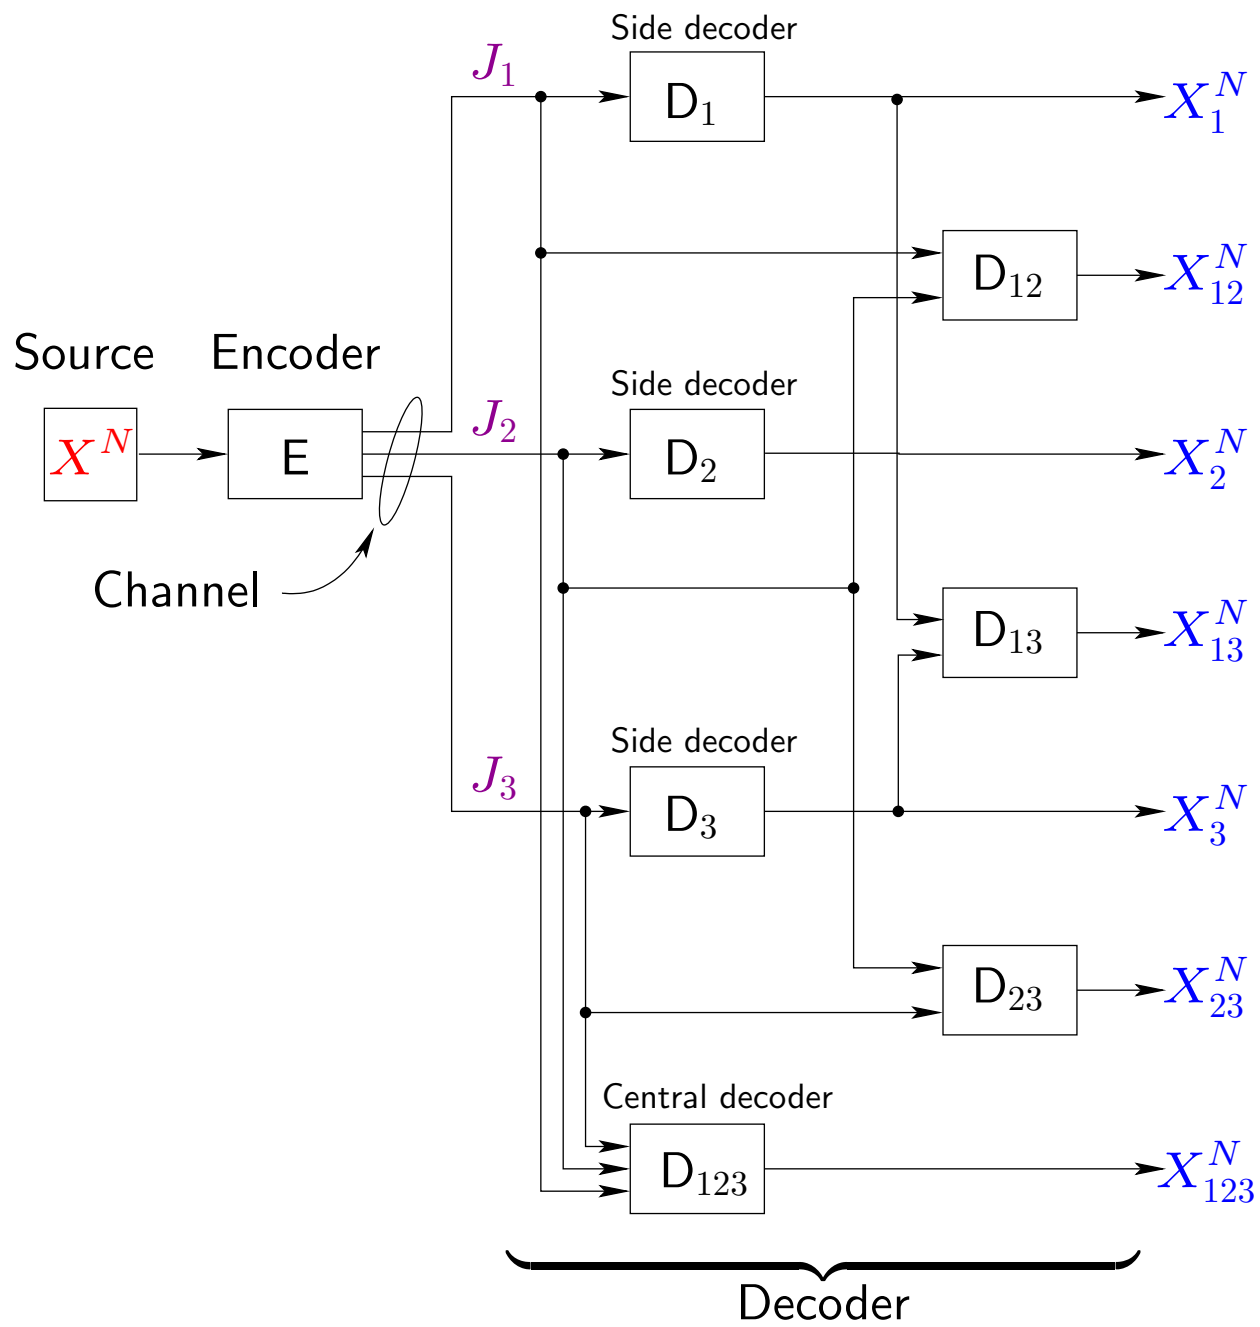 Side decoder
J₁
D₁
X₁ᴺ
D₁₂
X₁₂ᴺ
Source
Encoder
Side decoder
Xᴺ
E
J₂
D₂
X₂ᴺ
Channel
D₁₃
X₁₃ᴺ
Side decoder
J₃
D₃
X₃ᴺ
D₂₃
X₂₃ᴺ
Central decoder
D₁₂₃
X₁₂₃ᴺ
Decoder